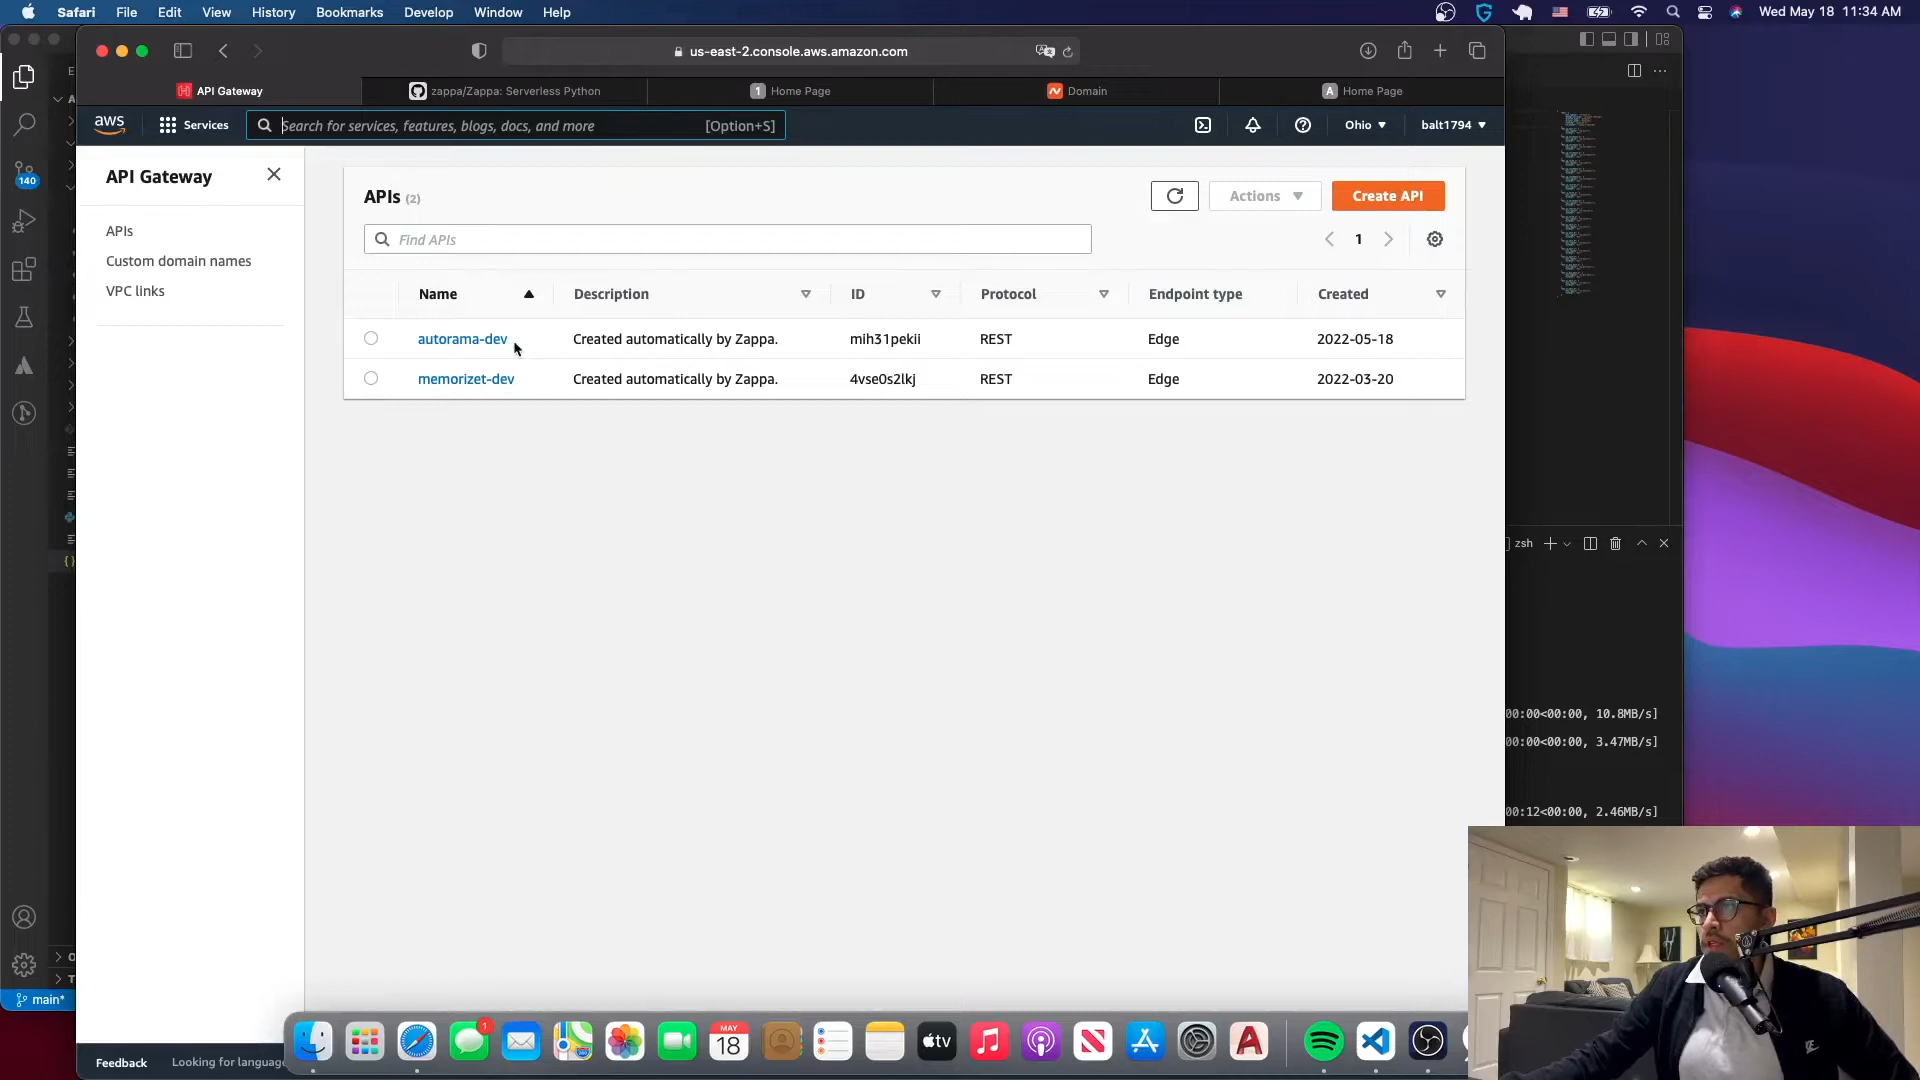 Safari File Edit View History Bookmarks Develop Window Help Wed May 18 11:34 AM
us-east-2.console.aws.amazon.com
API Gateway zappa/Zappa: Serverless Python 1 Home Page Domain A Home Page
aws Services Search for services, features, blogs, docs, and more [Option+S] Ohio balt1794
API Gateway
APIs
Custom domain names
VPC links
APIs (2) Actions Create API
Find APIs 1
Name Description ID Protocol Endpoint type Created
autorama-dev Created automatically by Zappa. mih31pekii REST Edge 2022-05-18
memorizet-dev Created automatically by Zappa. 4vse0s2lkj REST Edge 2022-03-20
140
zsh
00:00<00:00, 10.8MB/s]
00:00<00:00, 3.47MB/s]
00:12<00:00, 2.46MB/s]
main*
Feedback Looking for language
1
MAY
18
tv